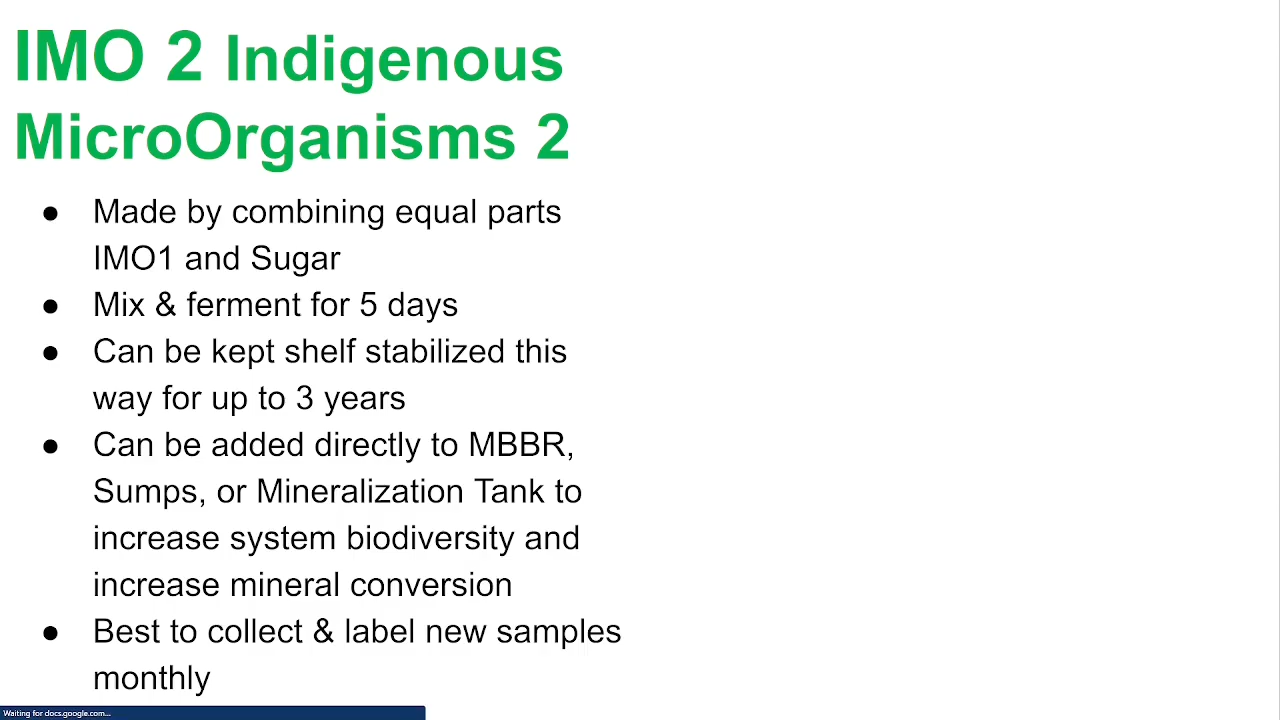 IMO 2 Indigenous
MicroOrganisms 2
● Made by combining equal parts
IMO1 and Sugar
● Mix & ferment for 5 days
● Can be kept shelf stabilized this
way for up to 3 years
● Can be added directly to MBBR,
Sumps, or Mineralization Tank to
increase system biodiversity and
increase mineral conversion
● Best to collect & label new samples
monthly
Waiting for docs.google.com...